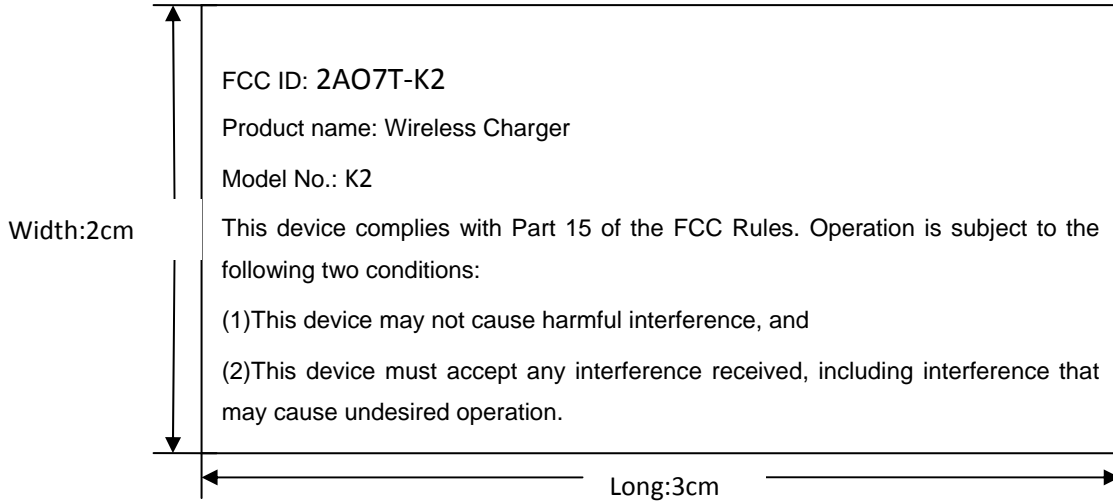 FCC ID: 2AO7T-K2
Product name: Wireless Charger
Model No.: K2
Width:2cm
This device complies with Part 15 of the FCC Rules. Operation is subject to the
following two conditions:
(1)This device may not cause harmful interference, and
(2)This device must accept any interference received, including interference that
may cause undesired operation.
Long:3cm